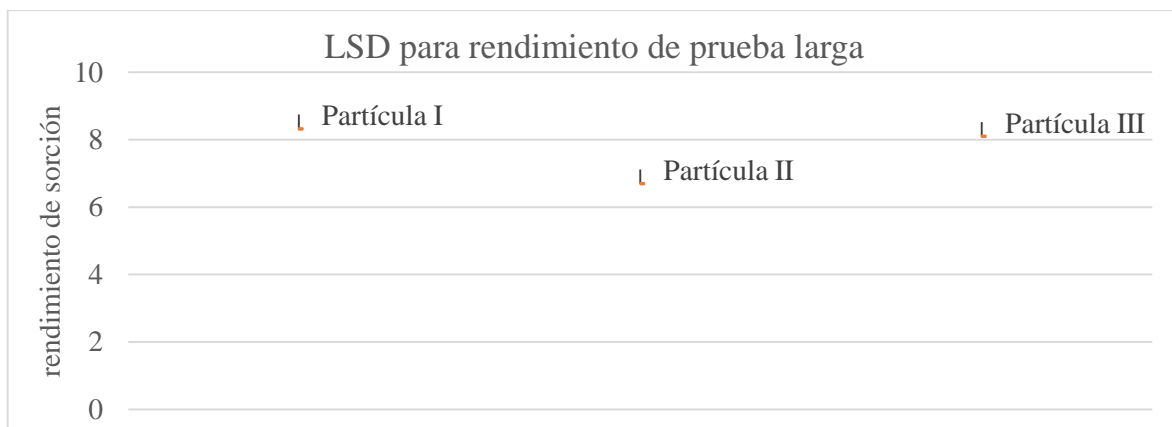 LSD para rendimiento de prueba larga
rendimiento de sorción
10
8
6
4
2
0
Partícula I
Partícula II
Partícula III